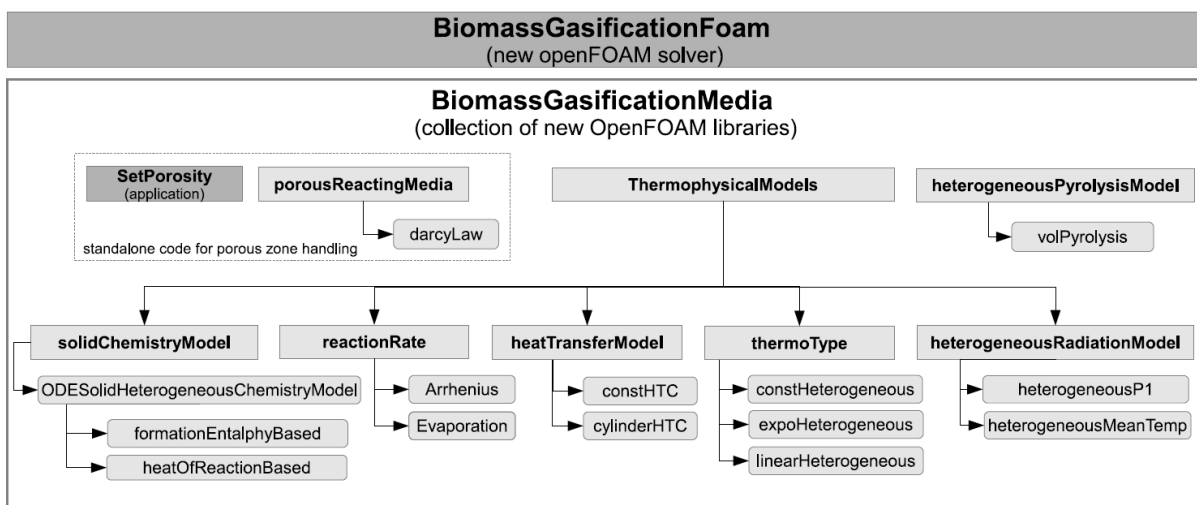 BiomassGasificationFoam
(new openFOAM solver)
BiomassGasificationMedia
(collection of new OpenFOAM libraries)
SetPorosity
(application)
porousReactingMedia
darcyLaw
standalone code for porous zone handling
ThermophysicalModels
heterogeneousPyrolysisModel
volPyrolysis
solidChemistryModel
ODESolidHeterogeneousChemistryModel
formationEntalphyBased
heatOfReactionBased
reactionRate
Arrhenius
Evaporation
heatTransferModel
constHTC
cylinderHTC
thermoType
constHeterogeneous
expoHeterogeneous
linearHeterogeneous
heterogeneousRadiationModel
heterogeneousP1
heterogeneousMeanTemp